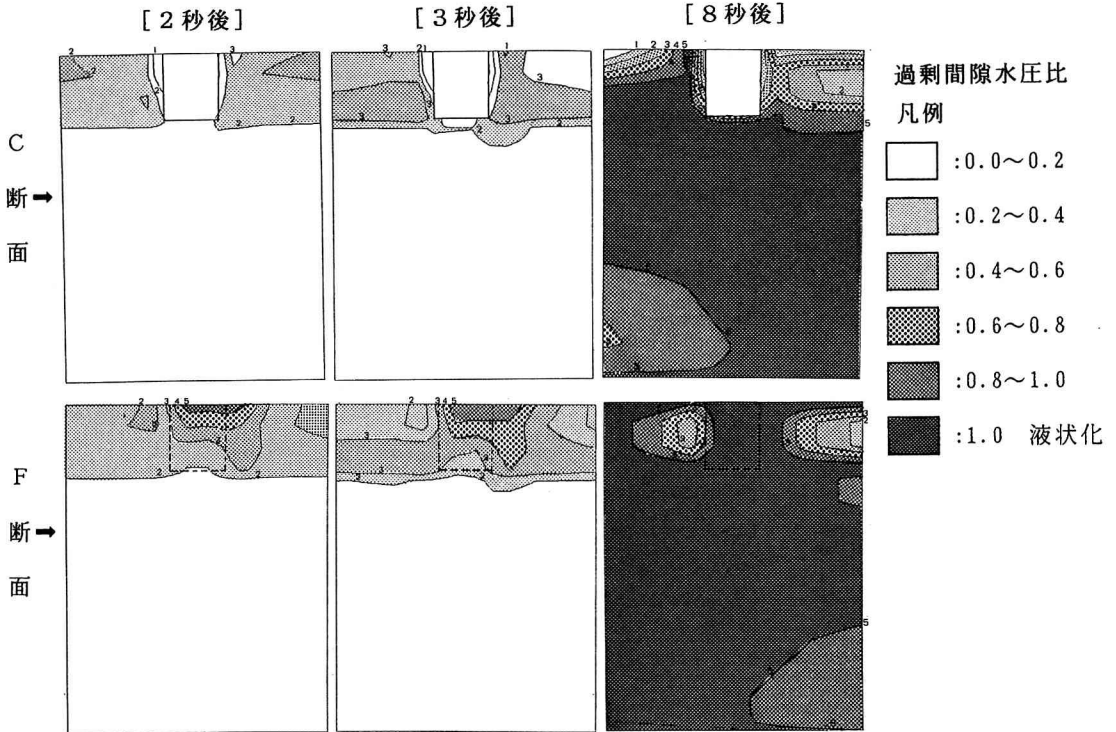 [2秒後]
[3秒後]
[8秒後]
C
断
面
F
断
面
過剰間隙水圧比
凡例
:0.0～0.2
:0.2～0.4
:0.4～0.6
:0.6～0.8
:0.8～1.0
:1.0 液状化